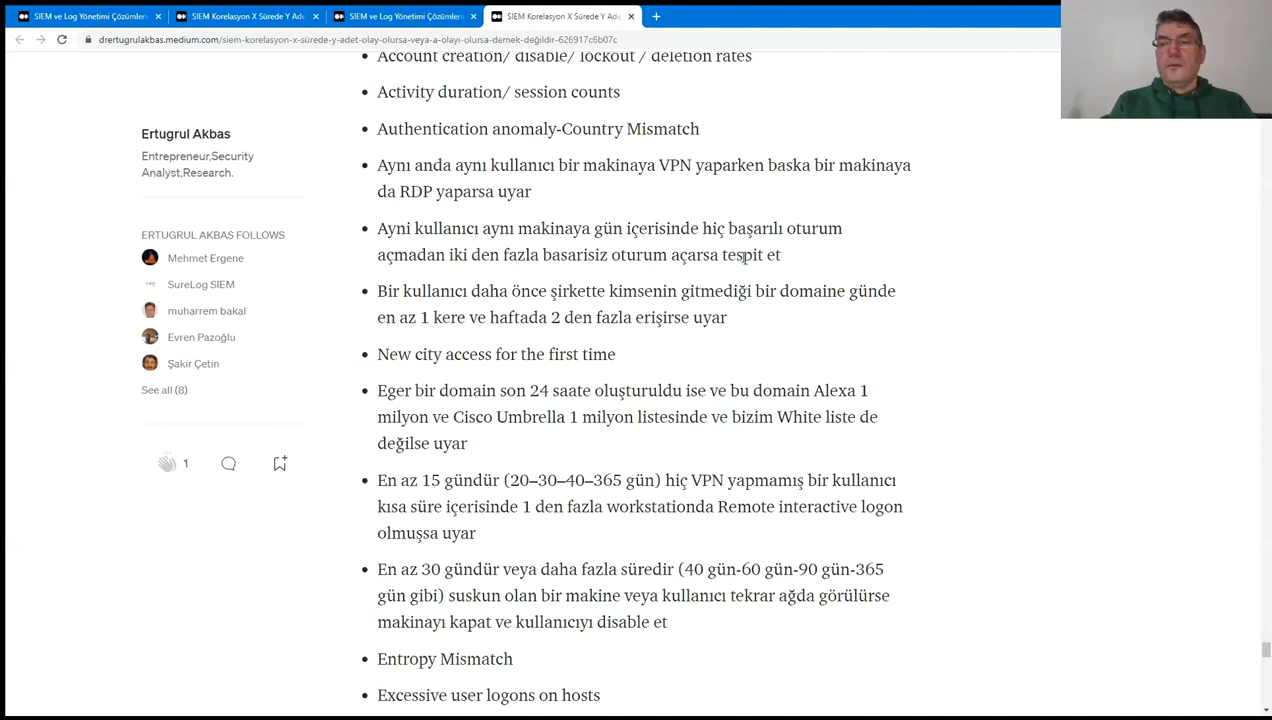 SIEM ve Log Yönetimi Çözümleri
SIEM Korelasyon X Sürede Y Ade
SIEM ve Log Yönetimi Çözümleri
SIEM Korelasyon X Sürede Y Ade
drertugrulakbas.medium.com/siem-korelasyon-x-sürede-y-adet-olay-olursa-veya-a-olayı-olursa-demek-değildir-626917c6b07c
Account creation/ disable/ lockout / deletion rates
Activity duration/ session counts
Authentication anomaly-Country Mismatch
Aynı anda aynı kullanıcı bir makinaya VPN yaparken baska bir makinaya
da RDP yaparsa uyar
Ayni kullanıcı aynı makinaya gün içerisinde hiç başarılı oturum
açmadan iki den fazla basarisiz oturum açarsa tespit et
Bir kullanıcı daha önce şirkette kimsenin gitmediği bir domaine günde
en az 1 kere ve haftada 2 den fazla erişirse uyar
New city access for the first time
Eger bir domain son 24 saate oluşturuldu ise ve bu domain Alexa 1
milyon ve Cisco Umbrella 1 milyon listesinde ve bizim White liste de
değilse uyar
En az 15 gündür (20–30–40–365 gün) hiç VPN yapmamış bir kullanıcı
kısa süre içerisinde 1 den fazla workstationda Remote interactive logon
olmuşsa uyar
En az 30 gündür veya daha fazla süredir (40 gün-60 gün-90 gün-365
gün gibi) suskun olan bir makine veya kullanıcı tekrar ağda görülürse
makinayı kapat ve kullanıcıyı disable et
Entropy Mismatch
Excessive user logons on hosts
Ertugrul Akbas
Entrepreneur,Security
Analyst,Research.
ERTUGRUL AKBAS FOLLOWS
Mehmet Ergene
SureLog SIEM
muharrem bakal
Evren Pazoğlu
Şakir Çetin
See all (8)
1